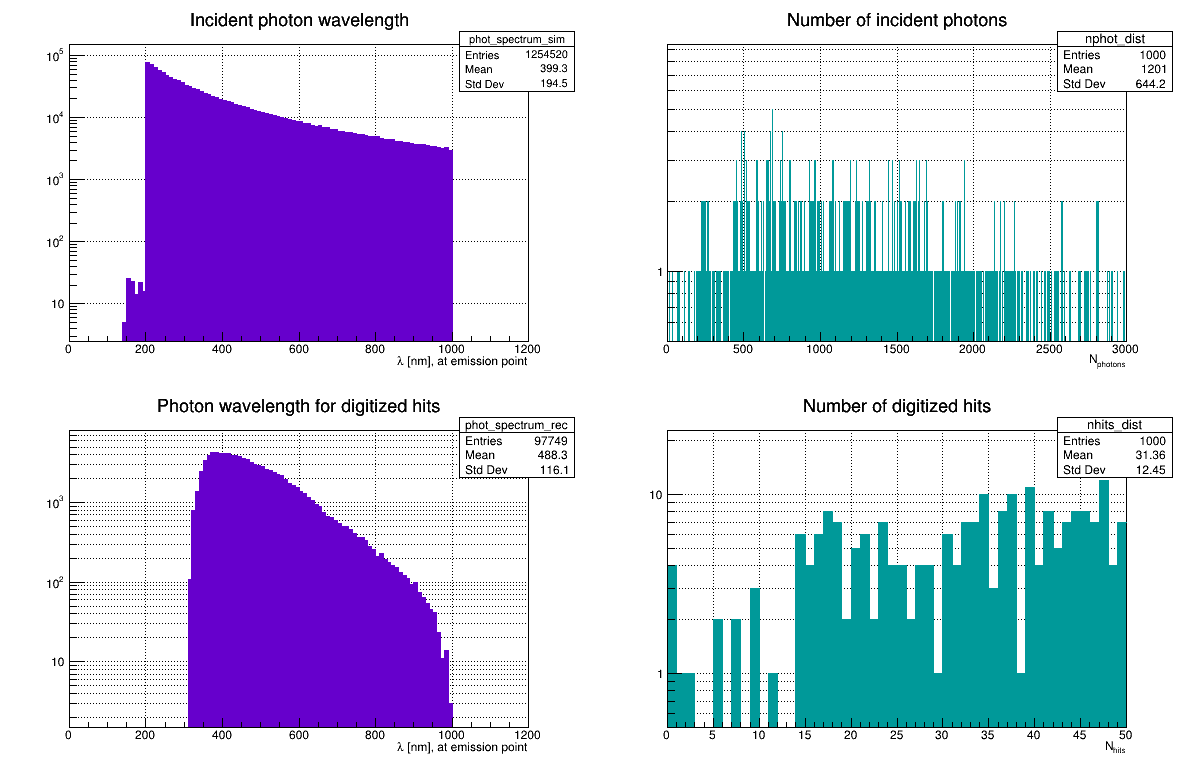 Incident photon wavelength
phot_spectrum_sim
Entries 1254520
Mean 399.3
Std Dev 194.5
10^5
10^4
10^3
10^2
10
0 200 400 600 800 1000 1200
λ [nm], at emission point
Number of incident photons
nphot_dist
Entries 1000
Mean 1201
Std Dev 644.2
1
0 500 1000 1500 2000 2500 3000
N_photons
Photon wavelength for digitized hits
phot_spectrum_rec
Entries 97749
Mean 488.3
Std Dev 116.1
10^3
10^2
10
0 200 400 600 800 1000 1200
λ [nm], at emission point
Number of digitized hits
nhits_dist
Entries 1000
Mean 31.36
Std Dev 12.45
10
1
0 5 10 15 20 25 30 35 40 45 50
N_hits